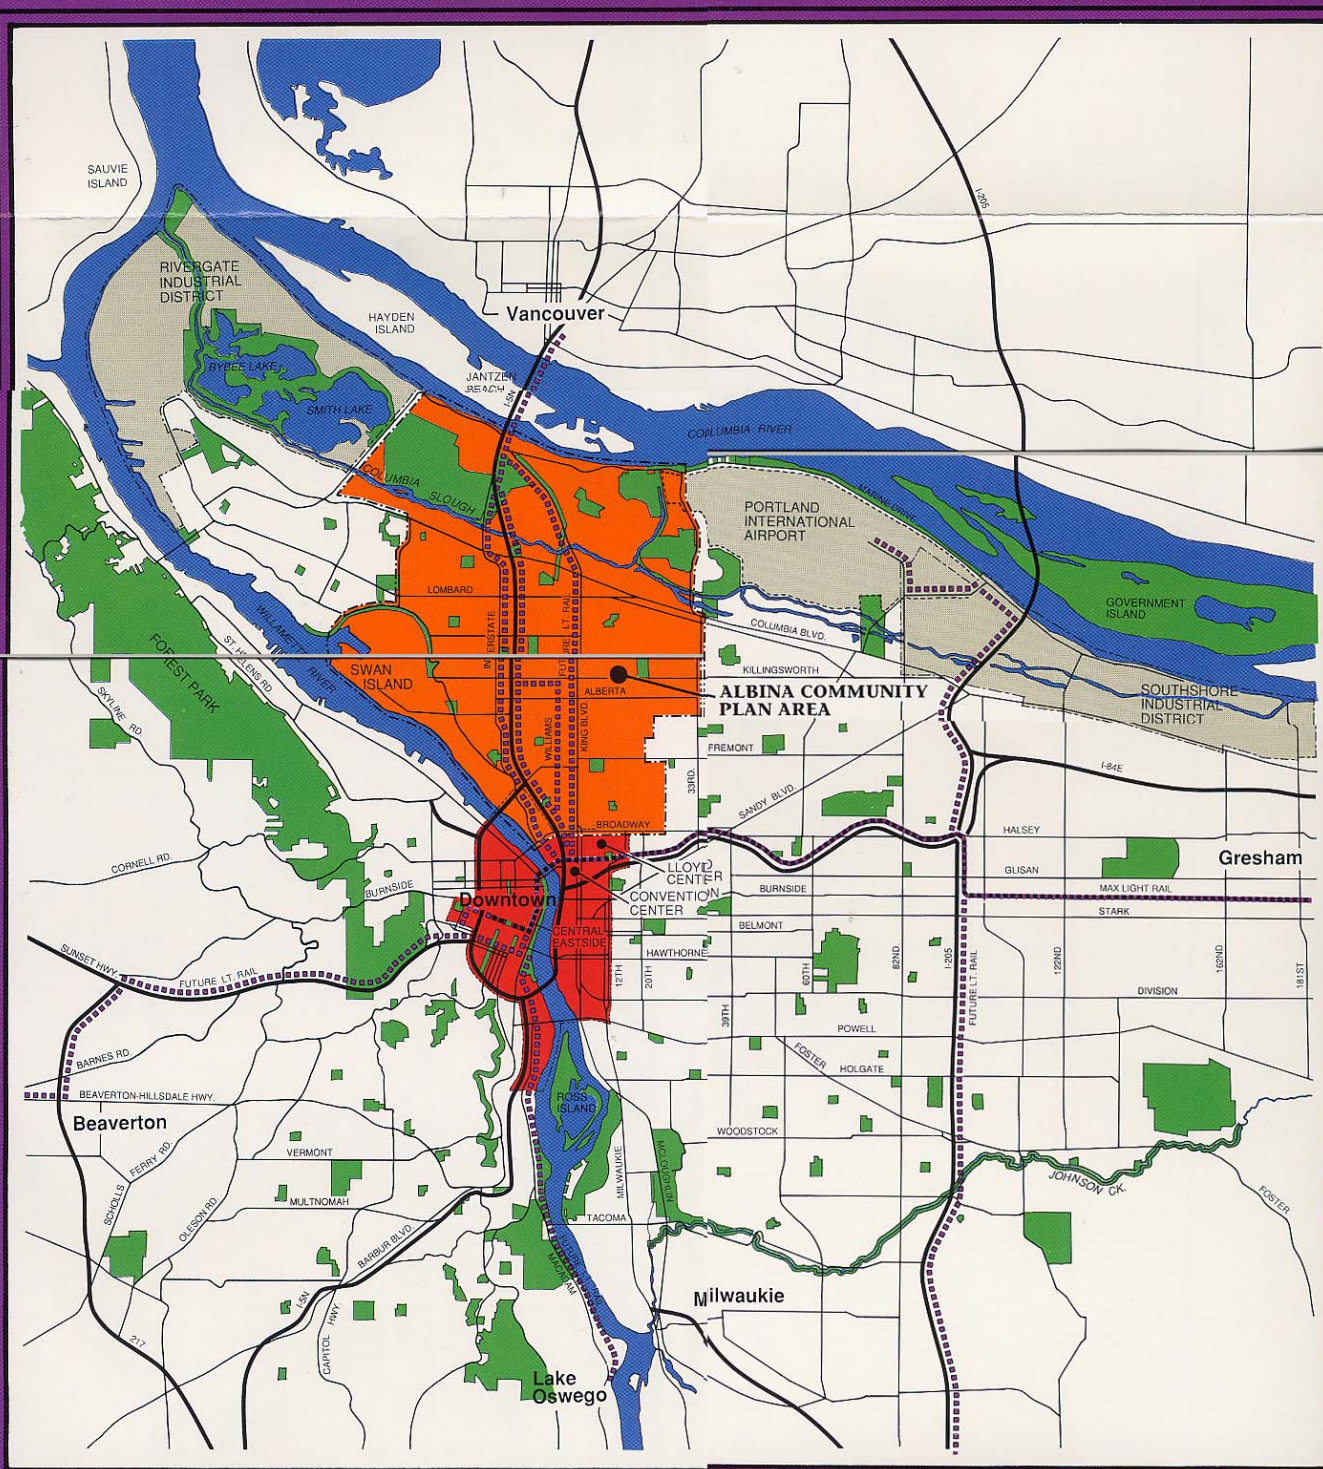 SAUVIE
ISLAND
I-205
RIVERGATE
INDUSTRIAL
DISTRICT
HAYDEN
ISLAND
Vancouver
BYBEE LAKE
SMITH LAKE
JANTZEN
BEACH
I-5N
COLUMBIA RIVER
COLUMBIA
SLOUGH
MARINE DRIVE
PORTLAND
INTERNATIONAL
AIRPORT
GOVERNMENT
ISLAND
LOMBARD
INTERSTATE
FUTURE LT. RAIL
COLUMBIA BLVD.
WILLAMETTE
RIVER
ST. HELENS RD.
FOREST PARK
SKYLINE RD.
SWAN
ISLAND
KILLINGSWORTH
ALBERTA
ALBINA COMMUNITY
PLAN AREA
SOUTHSHORE
INDUSTRIAL
DISTRICT
WILLIAMS
KING BLVD.
FREMONT
33RD.
SANDY BLVD.
I-84E
BROADWAY
HALSEY
GLISAN
Gresham
CORNELL RD.
BURNSIDE
LLOYD
CENTER
CONVENTION
CENTER
BURNSIDE
MAX LIGHT RAIL
STARK
Downtown
BELMONT
CENTRAL
EASTSIDE
HAWTHORNE
SUNSET HWY.
FUTURE LT. RAIL
12TH
20TH
39TH
60TH
82ND
I-205
FUTURE LT. RAIL
122ND
162ND
181ST
DIVISION
POWELL
FOSTER
HOLGATE
BARNES RD.
BEAVERTON-HILLSDALE HWY.
Beaverton
ROSS
ISLAND
WOODSTOCK
VERMONT
FERRY RD.
SCHOLLS
OLESON RD.
MULTNOMAH
MILWAUKIE
MCLOUGHLIN
JOHNSON CK.
FOSTER
TACOMA
BARBUR BLVD.
MACADAM
I-5N
CAPITOL
HWY.
217
Milwaukie
Lake
Oswego